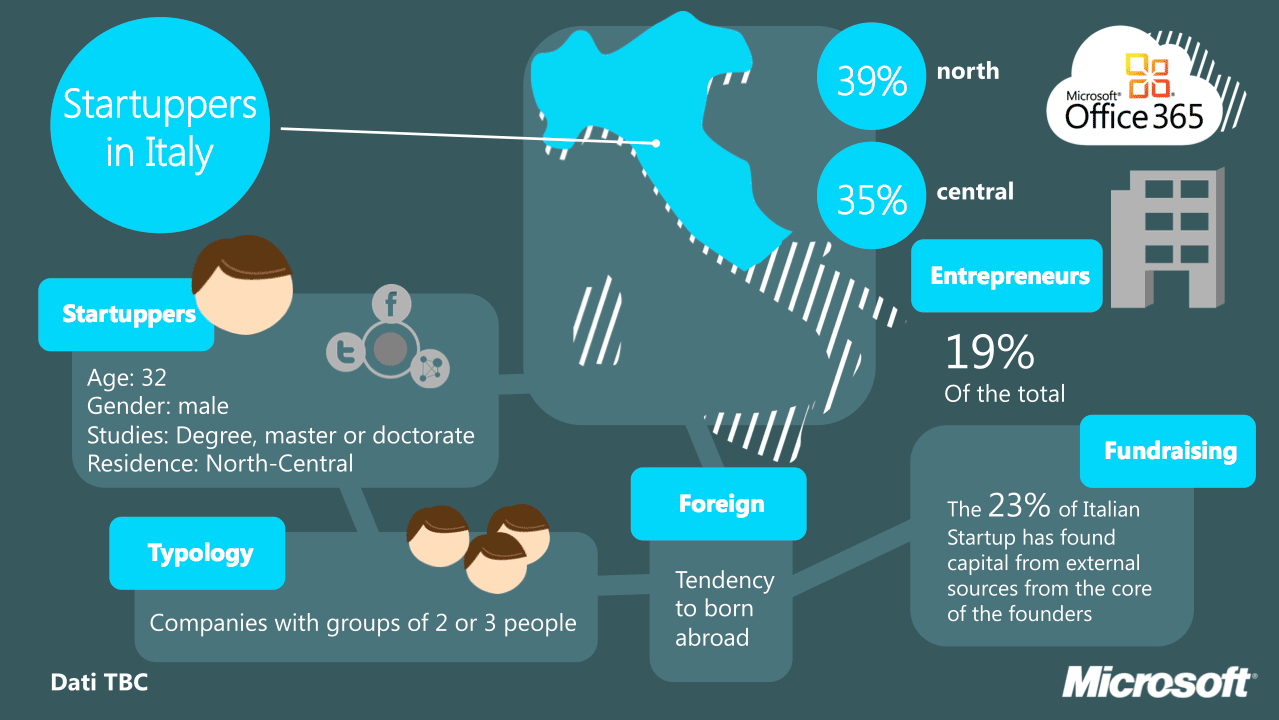 Startuppers
in Italy
39%
north
35%
central
Microsoft®
Office 365
Entrepreneurs
19%
Of the total
Startuppers
f
t
Age: 32
Gender: male
Studies: Degree, master or doctorate
Residence: North-Central
Typology
Companies with groups of 2 or 3 people
Foreign
Tendency
to born
abroad
Fundraising
The 23% of Italian
Startup has found
capital from external
sources from the core
of the founders
Dati TBC
Microsoft®